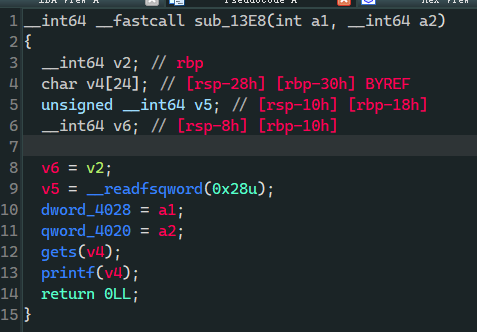 IDA View A
Pseudocode A
Hex View
1 __int64 __fastcall sub_13E8(int a1, __int64 a2)
2 {
3   __int64 v2; // rbp
4   char v4[24]; // [rsp-28h] [rbp-30h] BYREF
5   unsigned __int64 v5; // [rsp-10h] [rbp-18h]
6   __int64 v6; // [rsp-8h] [rbp-10h]
7
8   v6 = v2;
9   v5 = __readfsqword(0x28u);
10   dword_4028 = a1;
11   qword_4020 = a2;
12   gets(v4);
13   printf(v4);
14   return 0LL;
15 }